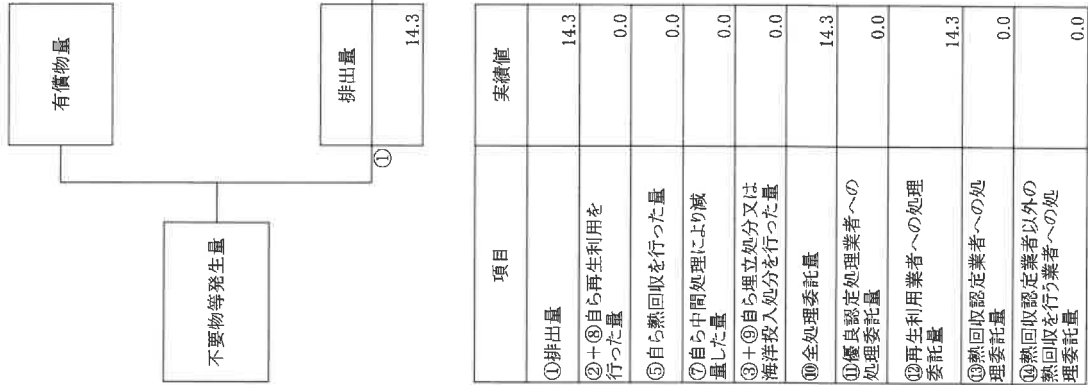 有償物量
不要物等発生量
①
排出量
14.3
項目
実績値
①排出量
14.3
②+⑧自ら再生利用を
行った量
0.0
⑤自ら熱回収を行った量
0.0
⑦自ら中間処理により減
量した量
0.0
③+⑨自ら埋立処分又は
海洋投入処分を行った量
0.0
⑩全処理委託量
14.3
⑪優良認定処理業者への
処理委託量
0.0
⑫再生利用業者への処理
委託量
14.3
⑬熱回収認定業者への処
理委託量
0.0
⑭熱回収認定業者以外の
熱回収を行う業者への処
理委託量
0.0